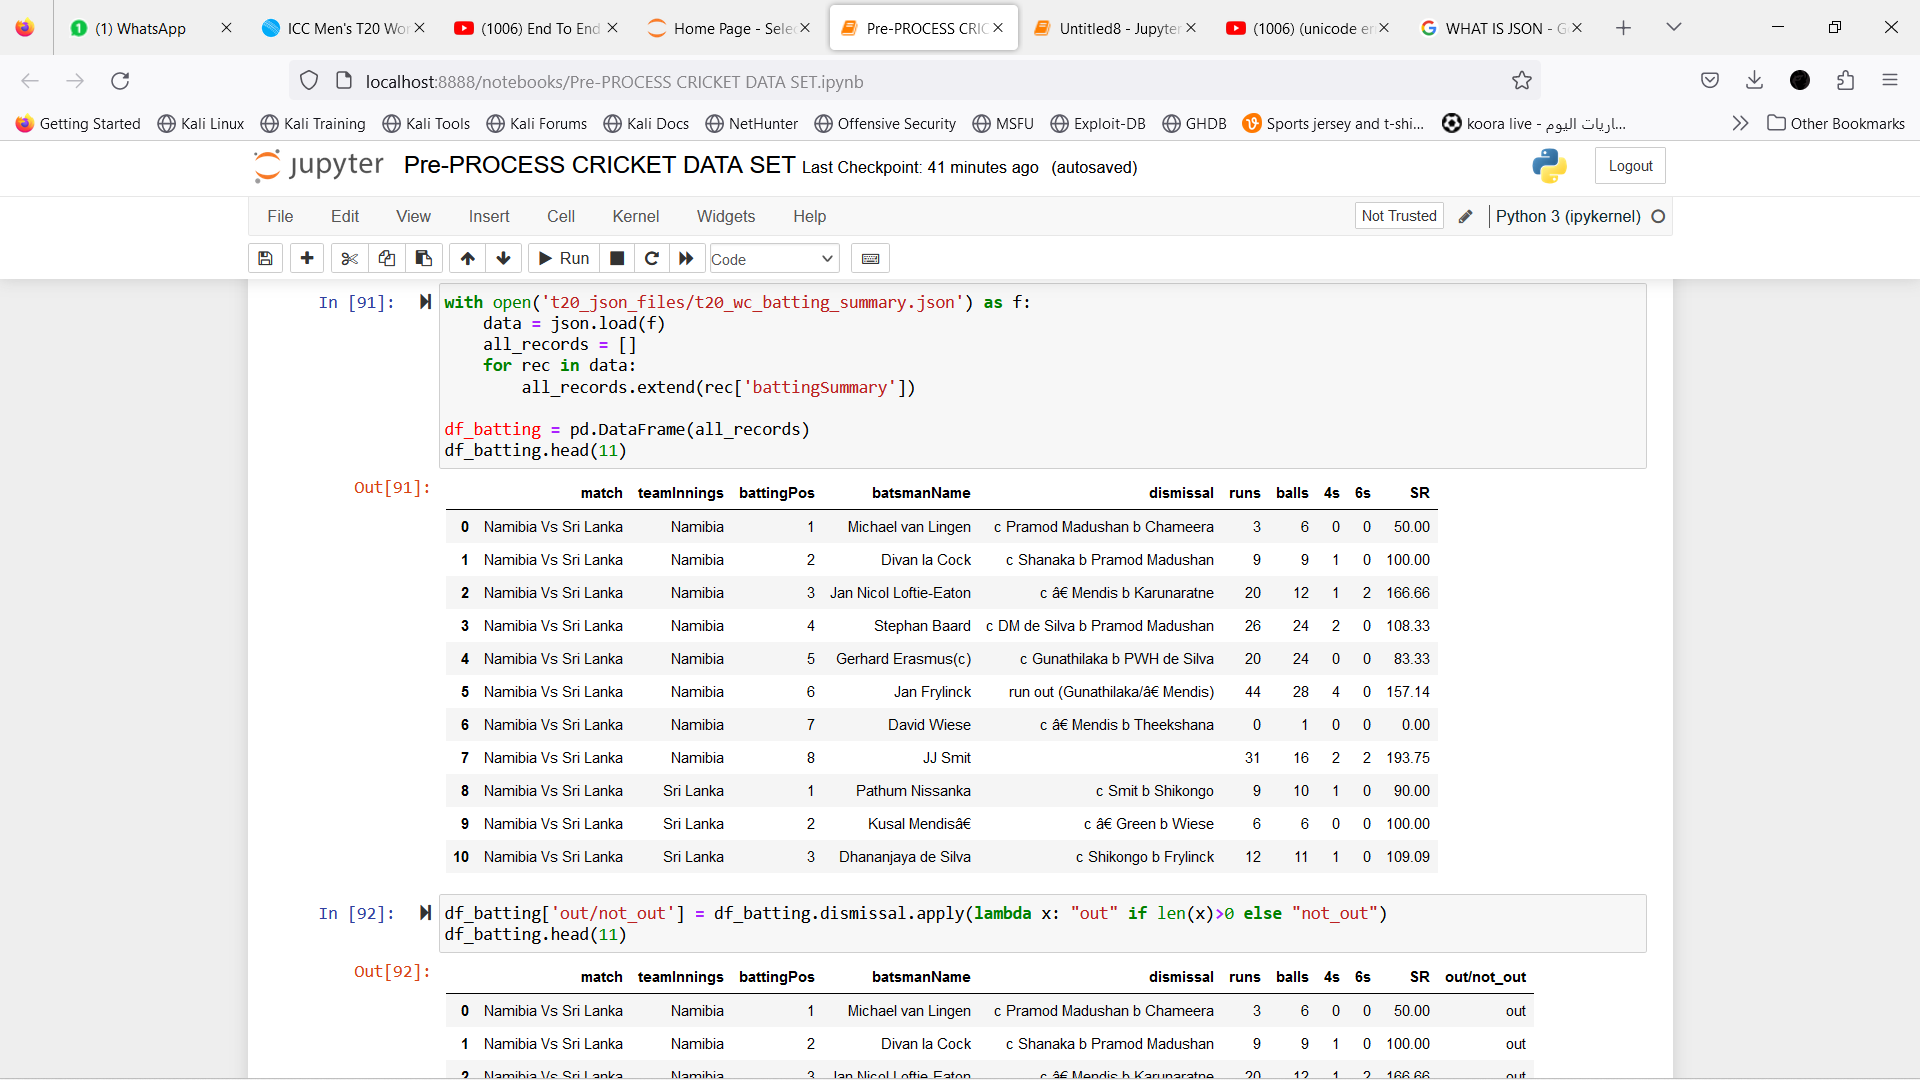 (1) WhatsApp
ICC Men's T20 Wor
(1006) End To End
Home Page - Selec
Pre-PROCESS CRIC
Untitled8 - Jupyter
(1006) (unicode er
WHAT IS JSON - G
localhost:8888/notebooks/Pre-PROCESS CRICKET DATA SET.ipynb
Getting Started Kali Linux Kali Training Kali Tools Kali Forums Kali Docs NetHunter Offensive Security MSFU Exploit-DB GHDB Sports jersey and t-shi... koora live - مباريات اليوم... Other Bookmarks
jupyter Pre-PROCESS CRICKET DATA SET Last Checkpoint: 41 minutes ago (autosaved) Logout
File Edit View Insert Cell Kernel Widgets Help Not Trusted Python 3 (ipykernel)
Run Code
In [91]: with open('t20_json_files/t20_wc_batting_summary.json') as f:
    data = json.load(f)
    all_records = []
    for rec in data:
        all_records.extend(rec['battingSummary'])
df_batting = pd.DataFrame(all_records)
df_batting.head(11)
Out[91]:
match teamInnings battingPos batsmanName dismissal runs balls 4s 6s SR
0 Namibia Vs Sri Lanka Namibia 1 Michael van Lingen c Pramod Madushan b Chameera 3 6 0 0 50.00
1 Namibia Vs Sri Lanka Namibia 2 Divan la Cock c Shanaka b Pramod Madushan 9 9 1 0 100.00
2 Namibia Vs Sri Lanka Namibia 3 Jan Nicol Loftie-Eaton c â€ Mendis b Karunaratne 20 12 1 2 166.66
3 Namibia Vs Sri Lanka Namibia 4 Stephan Baard c DM de Silva b Pramod Madushan 26 24 2 0 108.33
4 Namibia Vs Sri Lanka Namibia 5 Gerhard Erasmus(c) c Gunathilaka b PWH de Silva 20 24 0 0 83.33
5 Namibia Vs Sri Lanka Namibia 6 Jan Frylinck run out (Gunathilaka/â€ Mendis) 44 28 4 0 157.14
6 Namibia Vs Sri Lanka Namibia 7 David Wiese c â€ Mendis b Theekshana 0 1 0 0 0.00
7 Namibia Vs Sri Lanka Namibia 8 JJ Smit 31 16 2 2 193.75
8 Namibia Vs Sri Lanka Sri Lanka 1 Pathum Nissanka c Smit b Shikongo 9 10 1 0 90.00
9 Namibia Vs Sri Lanka Sri Lanka 2 Kusal Mendisâ€ c â€ Green b Wiese 6 6 0 0 100.00
10 Namibia Vs Sri Lanka Sri Lanka 3 Dhananjaya de Silva c Shikongo b Frylinck 12 11 1 0 109.09
In [92]: df_batting['out/not_out'] = df_batting.dismissal.apply(lambda x: "out" if len(x)>0 else "not_out")
df_batting.head(11)
Out[92]:
match teamInnings battingPos batsmanName dismissal runs balls 4s 6s SR out/not_out
0 Namibia Vs Sri Lanka Namibia 1 Michael van Lingen c Pramod Madushan b Chameera 3 6 0 0 50.00 out
1 Namibia Vs Sri Lanka Namibia 2 Divan la Cock c Shanaka b Pramod Madushan 9 9 1 0 100.00 out
2 Namibia Vs Sri Lanka Namibia 3 Jan Nicol Loftie-Eaton c â€ Mendis b Karunaratne 20 12 1 2 166.66 out